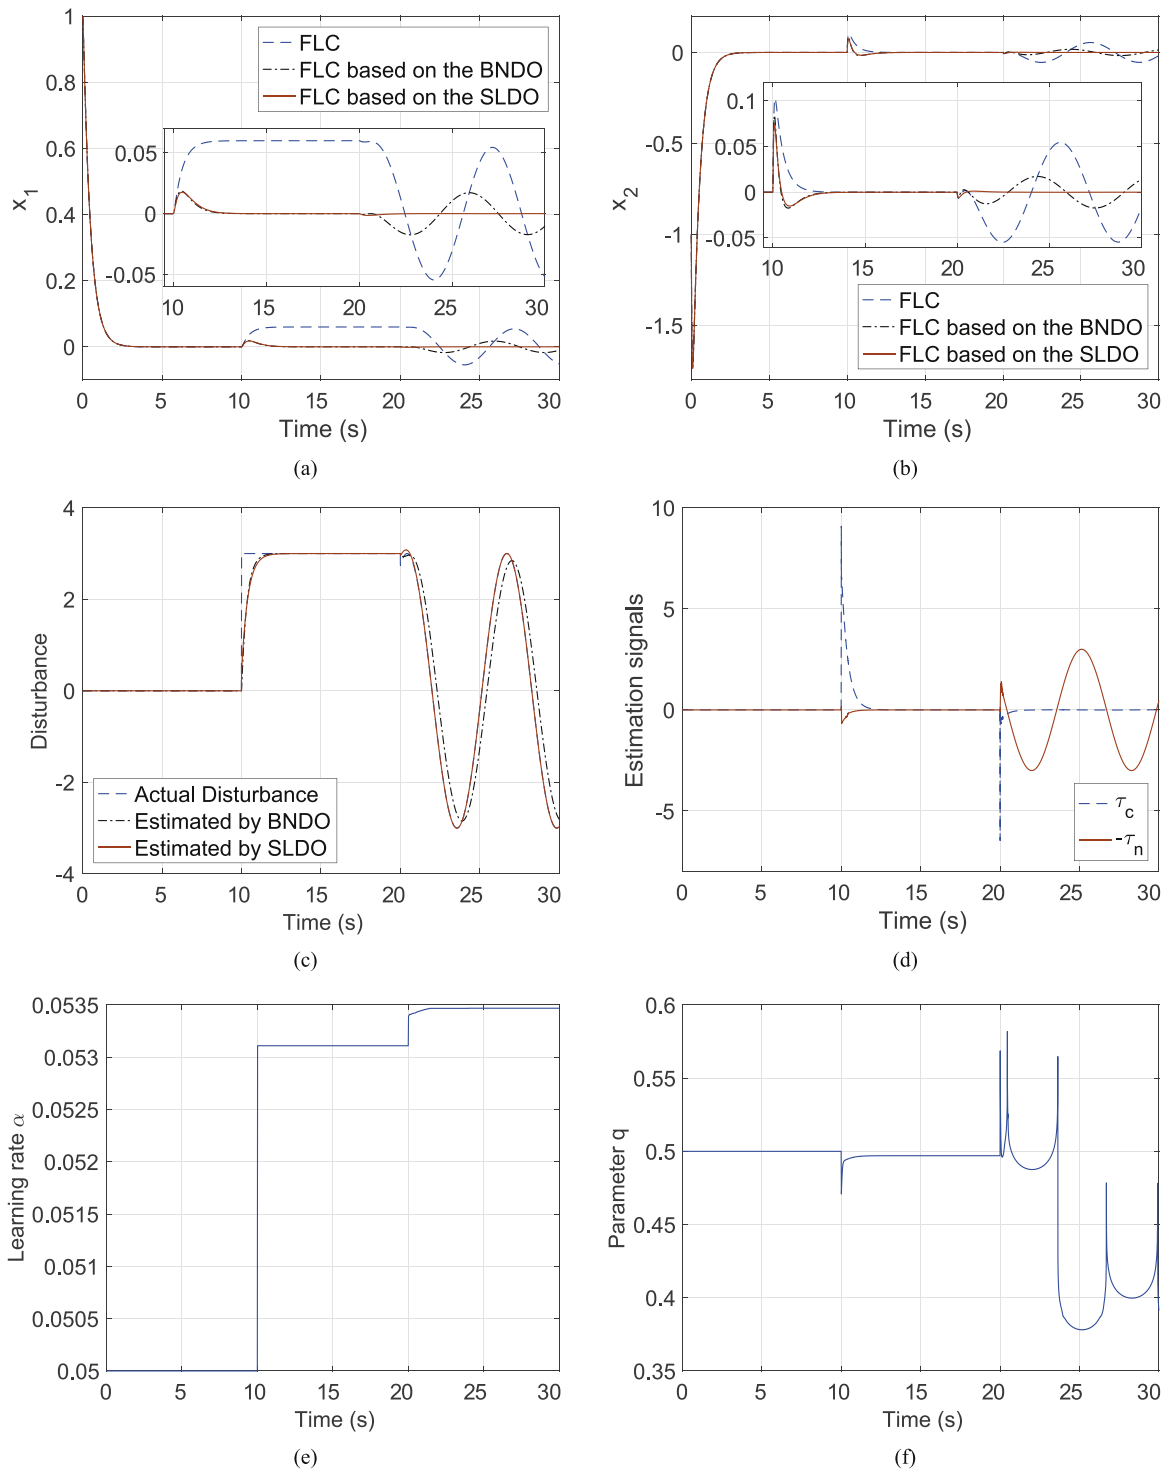 1
0.8
0.6
0.4
0.2
0
x1
FLC
FLC based on the BNDO
FLC based on the SLDO
0.05
0
-0.05
10 15 20 25 30
0 5 10 15 20 25 30
Time (s)
(a)
0
-0.5
-1
-1.5
x2
0.1
0
-0.05
10 15 20 25 30
FLC
FLC based on the BNDO
FLC based on the SLDO
0 5 10 15 20 25 30
Time (s)
(b)
4
2
0
-2
-4
Disturbance
Actual Disturbance
Estimated by BNDO
Estimated by SLDO
0 5 10 15 20 25 30
Time (s)
(c)
10
5
0
-5
Estimation signals
τc
-τn
0 5 10 15 20 25 30
Time (s)
(d)
0.0535
0.053
0.0525
0.052
0.0515
0.051
0.0505
0.05
Learning rate α
0 5 10 15 20 25 30
Time (s)
(e)
0.6
0.55
0.5
0.45
0.4
0.35
Parameter q
0 5 10 15 20 25 30
Time (s)
(f)